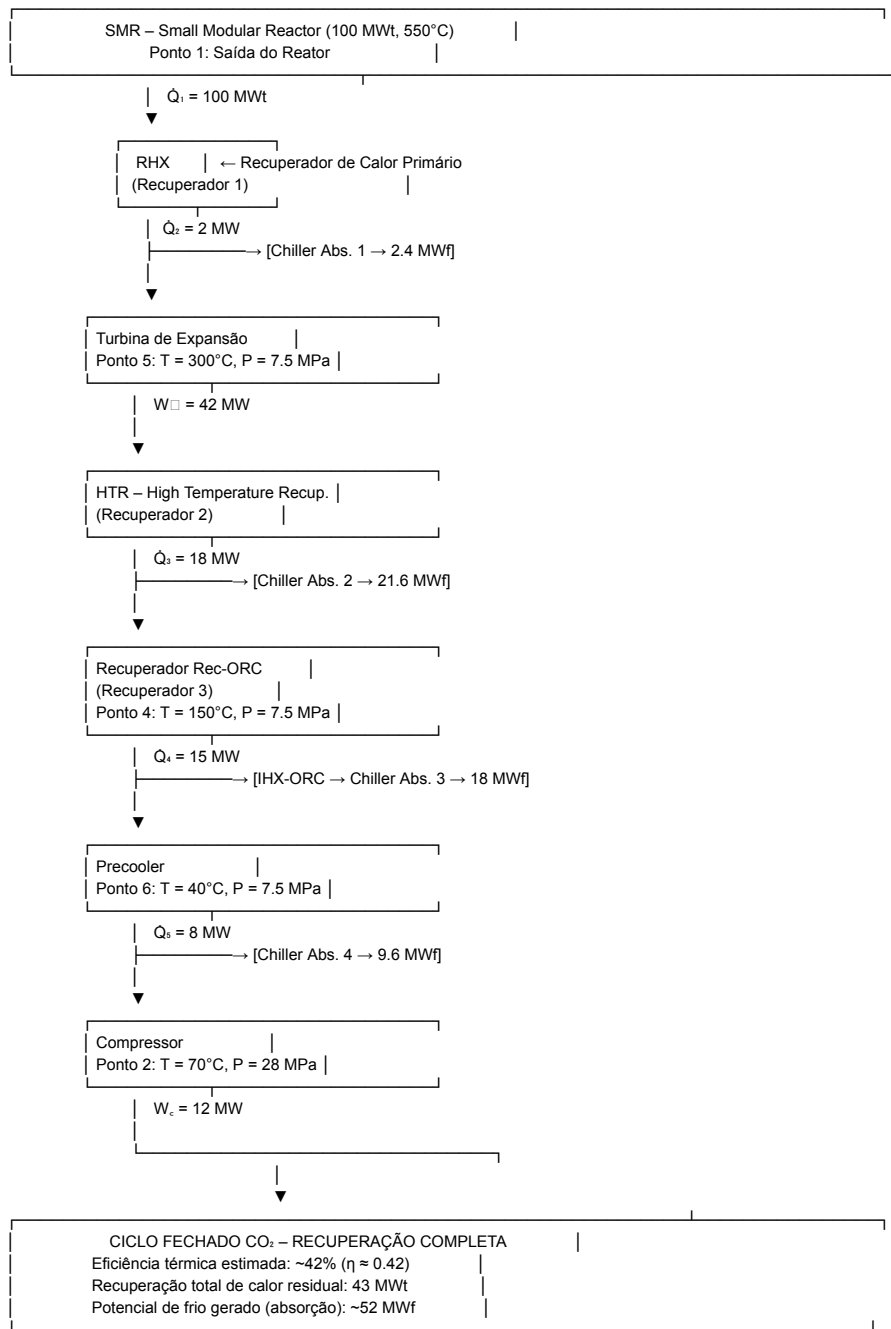 SMR – Small Modular Reactor (100 MWt, 550°C)
Ponto 1: Saída do Reator
Q̇₁ = 100 MWt
RHX ← Recuperador de Calor Primário
(Recuperador 1)
Q̇₂ = 2 MW
→ [Chiller Abs. 1 → 2.4 MWf]
Turbina de Expansão
Ponto 5: T = 300°C, P = 7.5 MPa
W□ = 42 MW
HTR – High Temperature Recup.
(Recuperador 2)
Q̇₃ = 18 MW
→ [Chiller Abs. 2 → 21.6 MWf]
Recuperador Rec-ORC
(Recuperador 3)
Ponto 4: T = 150°C, P = 7.5 MPa
Q̇₄ = 15 MW
→ [IHX-ORC → Chiller Abs. 3 → 18 MWf]
Precooler
Ponto 6: T = 40°C, P = 7.5 MPa
Q̇₅ = 8 MW
→ [Chiller Abs. 4 → 9.6 MWf]
Compressor
Ponto 2: T = 70°C, P = 28 MPa
W꜀ = 12 MW
CICLO FECHADO CO₂ – RECUPERAÇÃO COMPLETA
Eficiência térmica estimada: ~42% (η ≈ 0.42)
Recuperação total de calor residual: 43 MWt
Potencial de frio gerado (absorção): ~52 MWf